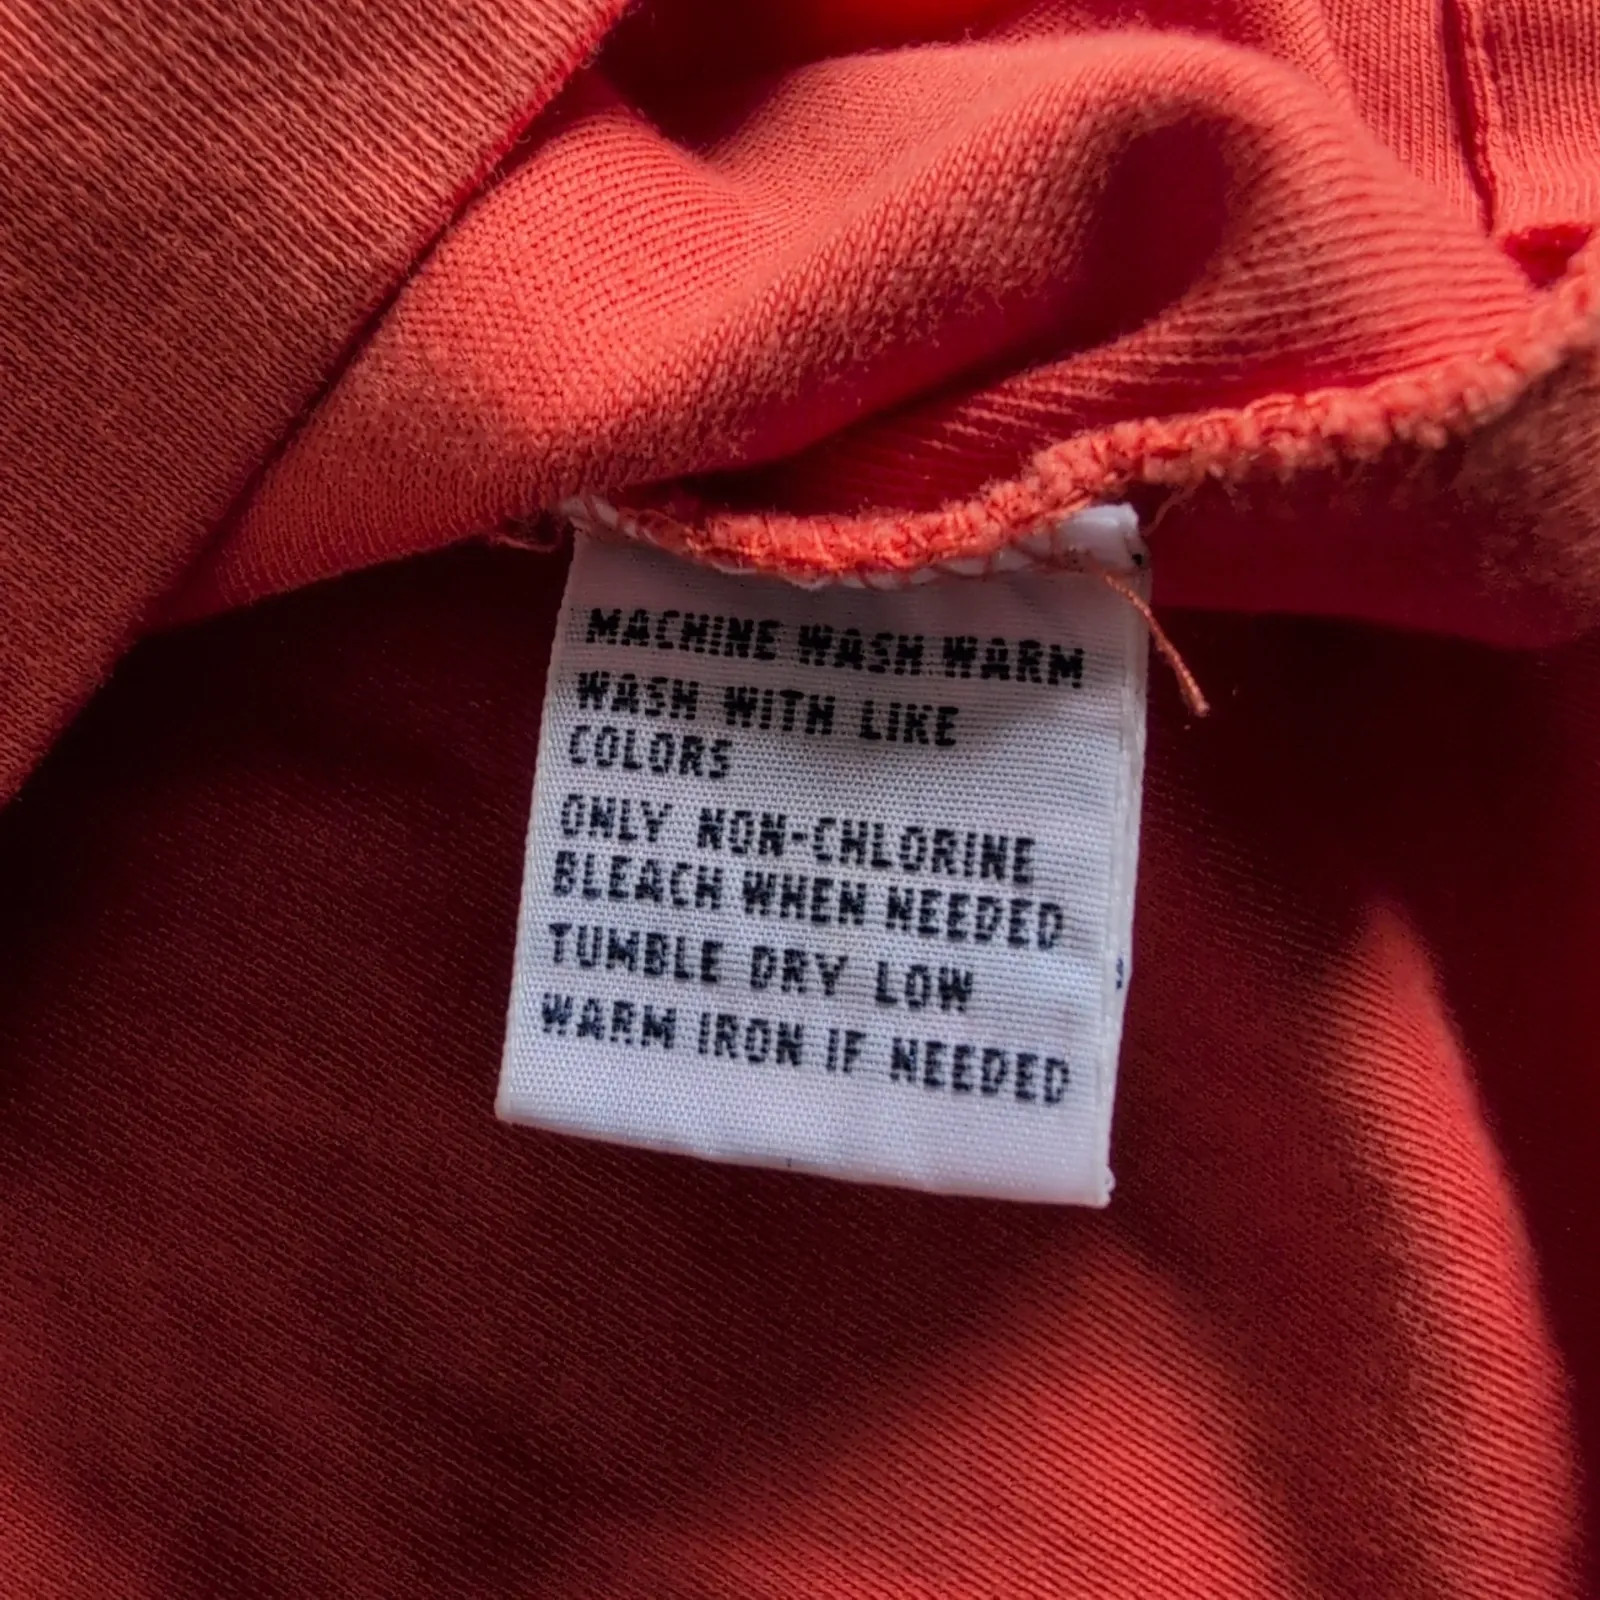 MACHINE WASH WARM
WASH WITH LIKE
COLORS
ONLY NON-CHLORINE
BLEACH WHEN NEEDED
TUMBLE DRY LOW
WARM IRON IF NEEDED